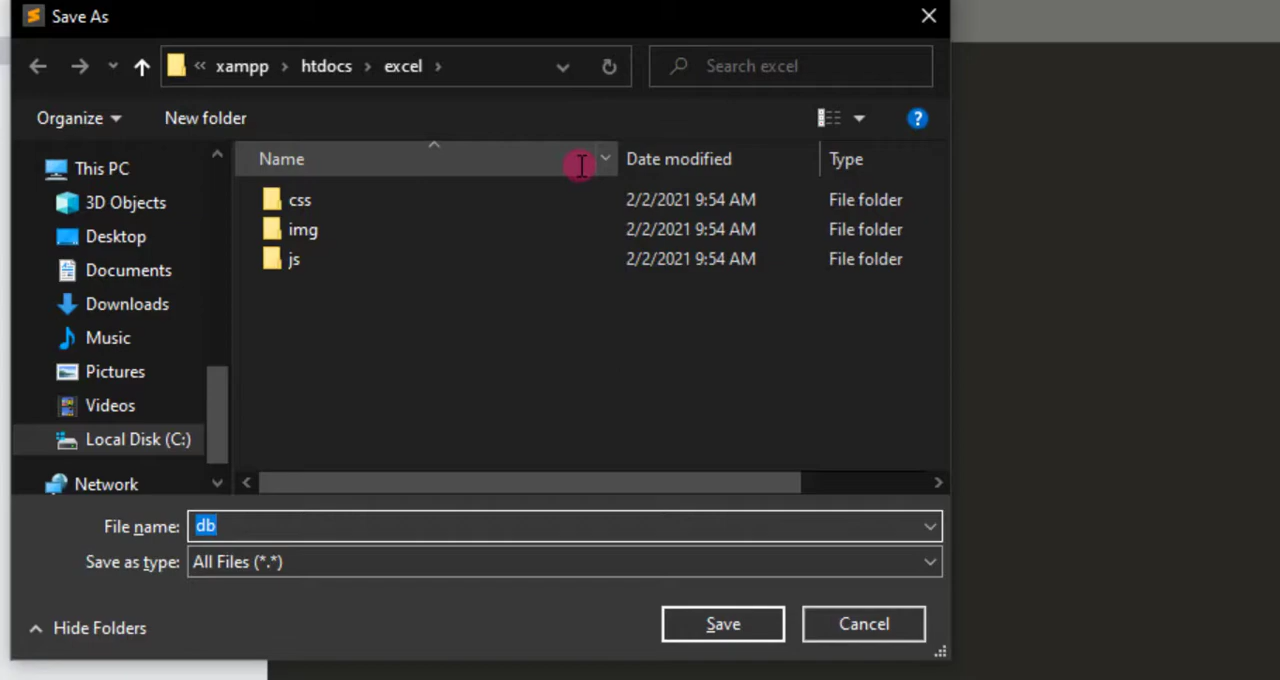 Save As
« xampp › htdocs › excel ›
Search excel
Organize
New folder
Name
Date modified
Type
This PC
3D Objects
Desktop
Documents
Downloads
Music
Pictures
Videos
Local Disk (C:)
Network
css 2/2/2021 9:54 AM File folder
img 2/2/2021 9:54 AM File folder
js 2/2/2021 9:54 AM File folder
File name: db
Save as type: All Files (*.*)
Hide Folders
Save
Cancel